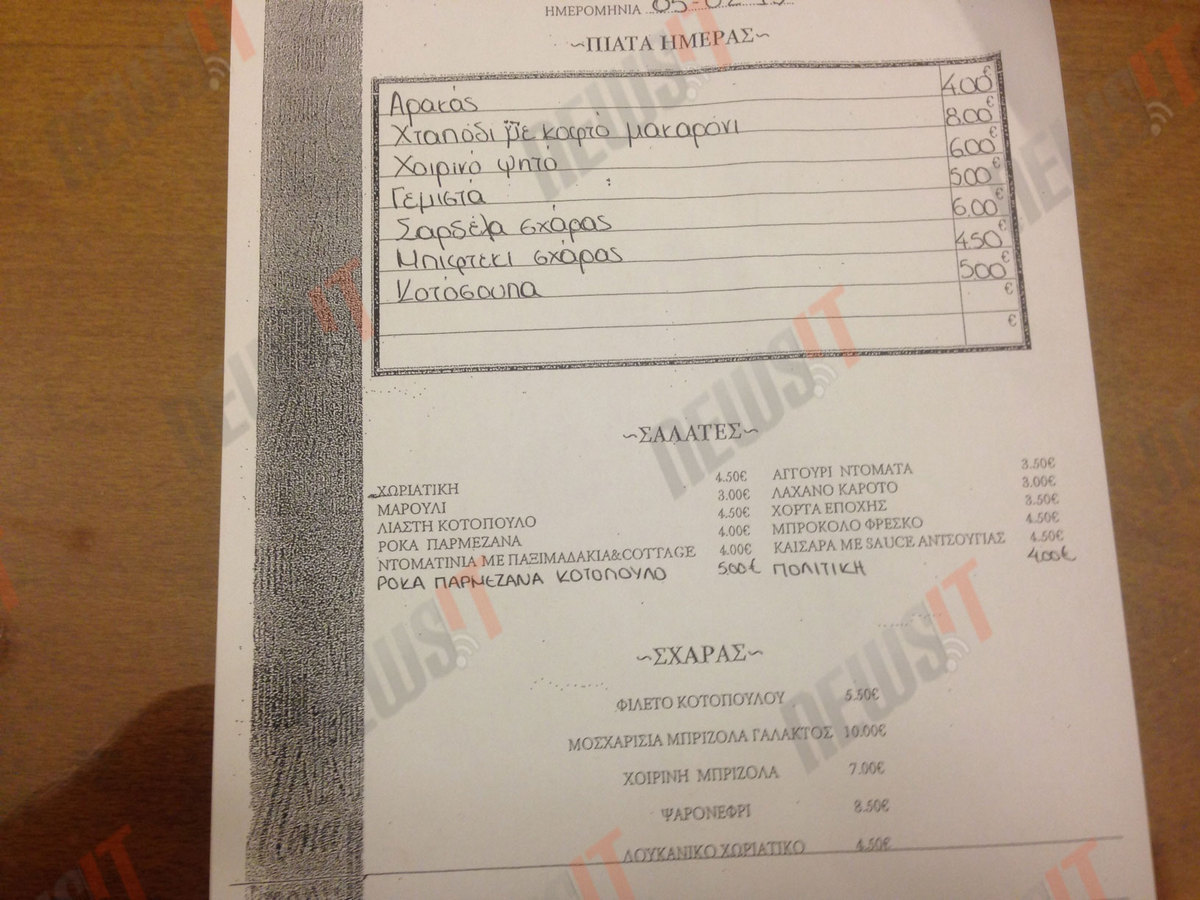 ΗΜΕΡΟΜΗΝΙΑ 05-02-
~ΠΙΑΤΑ ΗΜΕΡΑΣ~
Αρακάς 4.00€
Χταπόδι με κοφτό μακαρόνι 8.00€
Χοιρινό ψητό 6.00€
Γεμιστά 5.00€
Σαρδέλα σχάρας 6.00€
Μπιφτεκι σχάρας 4.50€
Κοτόσουπα 5.00€
€
€
~ΣΑΛΑΤΕΣ~
ΧΩΡΙΑΤΙΚΗ 4.50€ ΑΓΓΟΥΡΙ ΝΤΟΜΑΤΑ 3.50€
ΜΑΡΟΥΛΙ 3.00€ ΛΑΧΑΝΟ ΚΑΡΟΤΟ 3.00€
ΛΙΑΣΤΗ ΚΟΤΟΠΟΥΛΟ 4.50€ ΧΟΡΤΑ ΕΠΟΧΗΣ 3.50€
ΡΟΚΑ ΠΑΡΜΕΖΑΝΑ 4.00€ ΜΠΡΟΚΟΛΟ ΦΡΕΣΚΟ 4.50€
ΝΤΟΜΑΤΙΝΙΑ ΜΕ ΠΑΞΙΜΑΔΑΚΙΑ&COTTAGE 4.00€ ΚΑΙΣΑΡΑ ΜΕ SAUCE ΑΝΤΣΟΥΓΙΑΣ 4.50€
ΡΟΚΑ ΠΑΡΜΕΖΑΝΑ ΚΟΤΟΠΟΥΛΟ 5.00€ ΠΟΛΙΤΙΚΗ 4.00€
~ΣΧΑΡΑΣ~
ΦΙΛΕΤΟ ΚΟΤΟΠΟΥΛΟΥ 5.50€
ΜΟΣΧΑΡΙΣΙΑ ΜΠΡΙΖΟΛΑ ΓΑΛΑΚΤΟΣ 10.00€
ΧΟΙΡΙΝΗ ΜΠΡΙΖΟΛΑ 7.00€
ΨΑΡΟΝΕΦΡΙ 8.50€
ΛΟΥΚΑΝΙΚΟ ΧΩΡΙΑΤΙΚΟ 4.50€
NEWSIT